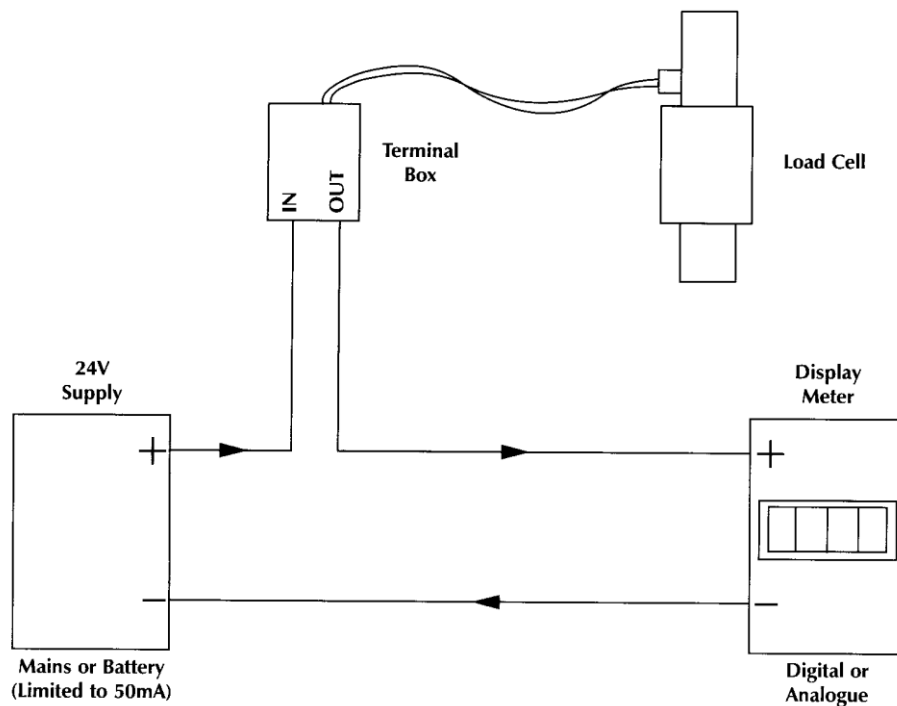 Terminal
Box
Load Cell
IN
OUT
24V
Supply
Display
Meter
+
+
−
−
Mains or Battery
(Limited to 50mA)
Digital or
Analogue